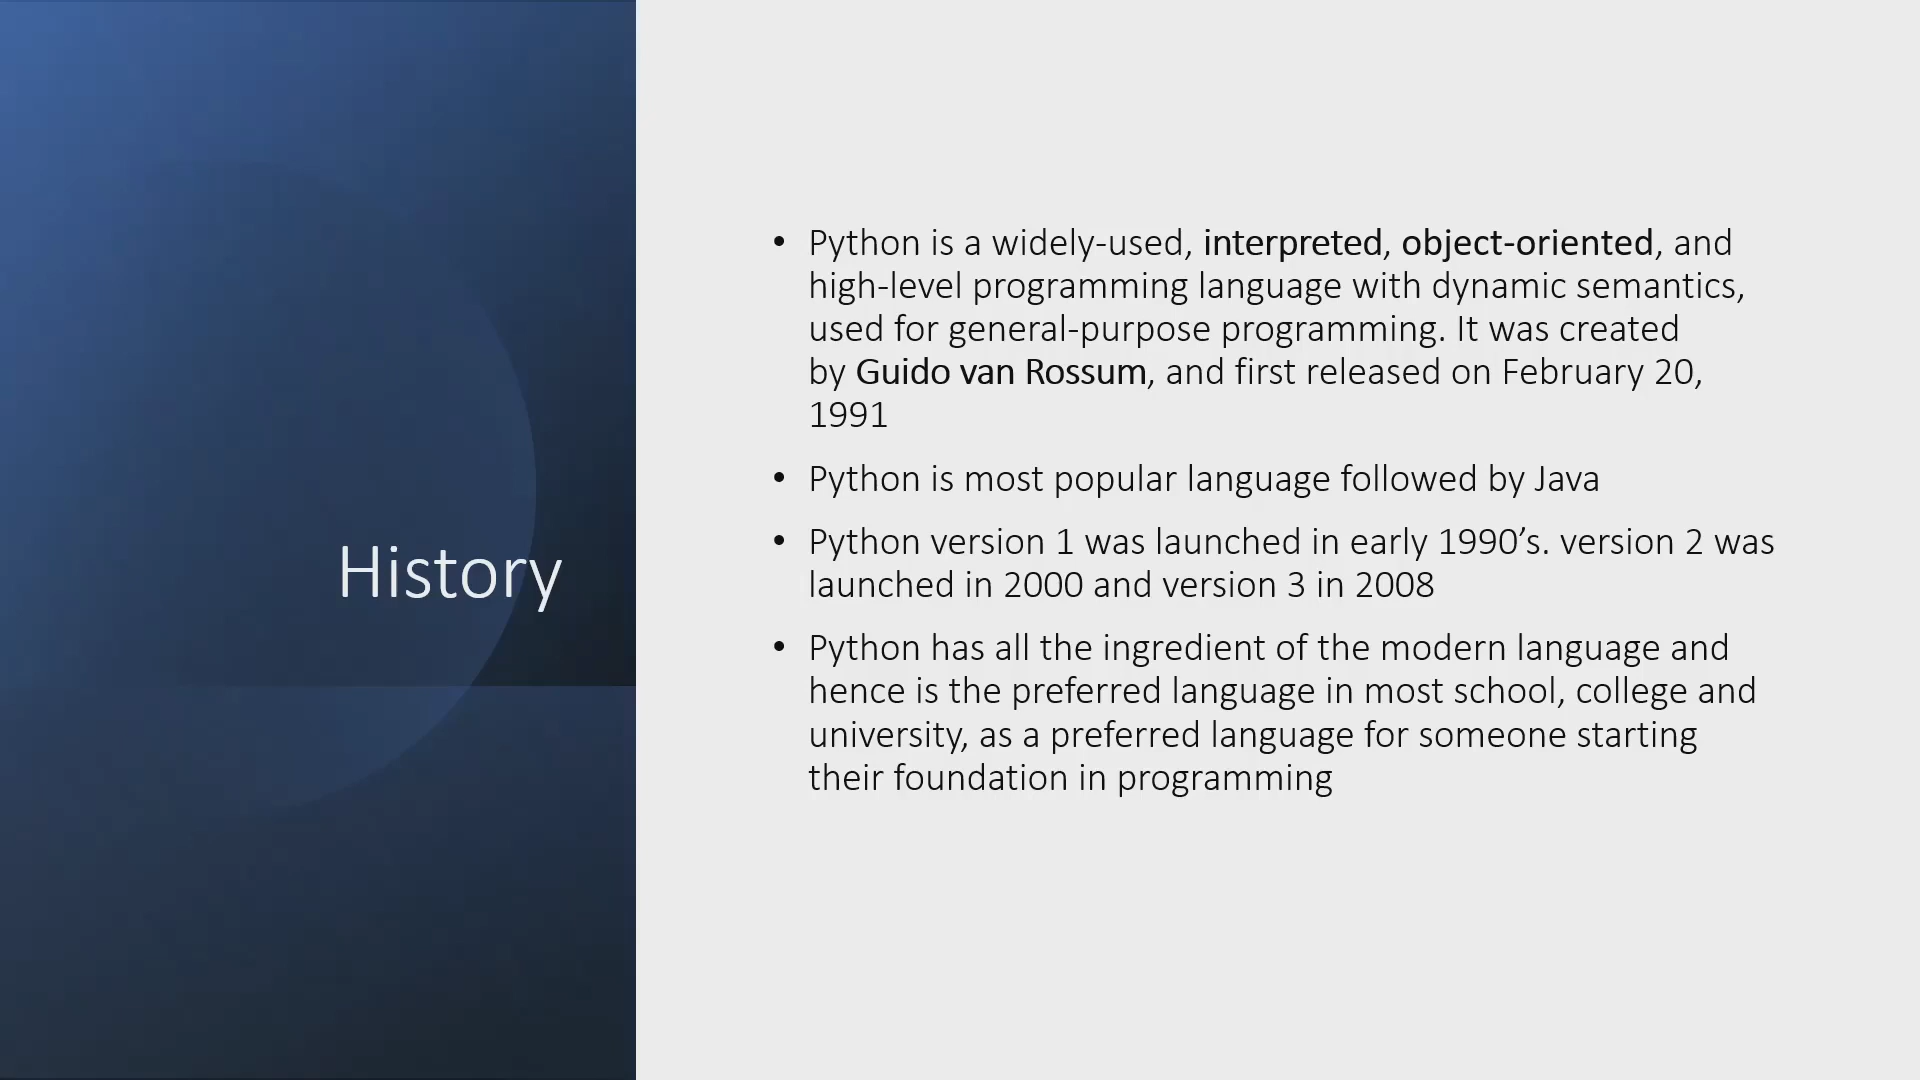 History
• Python is a widely-used, interpreted, object-oriented, and
high-level programming language with dynamic semantics,
used for general-purpose programming. It was created
by Guido van Rossum, and first released on February 20,
1991
• Python is most popular language followed by Java
• Python version 1 was launched in early 1990’s. version 2 was
launched in 2000 and version 3 in 2008
• Python has all the ingredient of the modern language and
hence is the preferred language in most school, college and
university, as a preferred language for someone starting
their foundation in programming